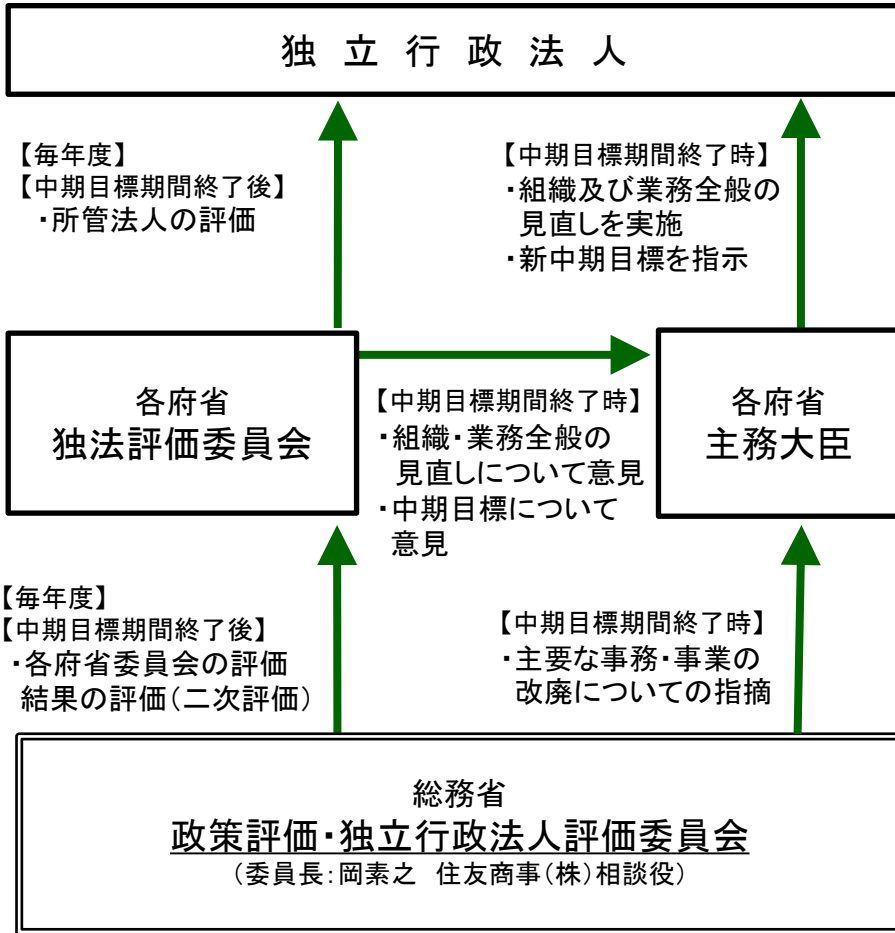 独立行政法人
【毎年度】
【中期目標期間終了後】
・所管法人の評価
【中期目標期間終了時】
・組織及び業務全般の
見直しを実施
・新中期目標を指示
各府省
独法評価委員会
【中期目標期間終了時】
・組織・業務全般の
見直しについて意見
・中期目標について
意見
各府省
主務大臣
【毎年度】
【中期目標期間終了後】
・各府省委員会の評価
結果の評価(二次評価)
【中期目標期間終了時】
・主要な事務・事業の
改廃についての指摘
総務省
政策評価・独立行政法人評価委員会
(委員長:岡素之 住友商事(株)相談役)